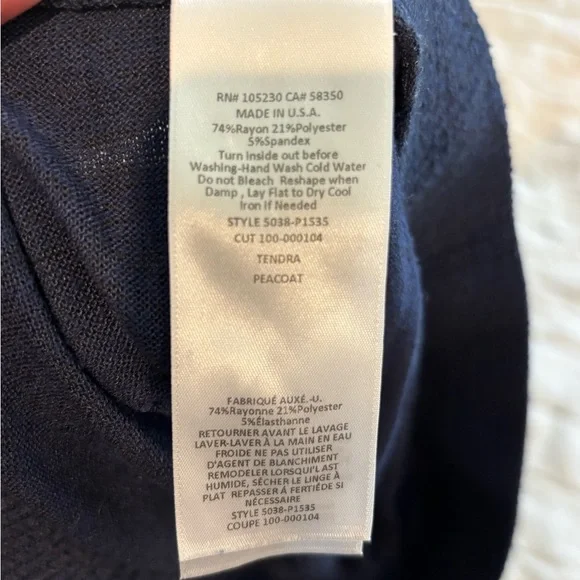 RN# 105230 CA# 58350
MADE IN U.S.A.
74%Rayon 21%Polyester
5%Spandex
Turn inside out before
Washing-Hand Wash Cold Water
Do not Bleach Reshape when
Damp , Lay Flat to Dry Cool
Iron If Needed
STYLE 5038-P1535
CUT 100-000104
TENDRA
PEACOAT
FABRIQUÉ AUXÉ.-U.
74%Rayonne 21%Polyester
5%Élasthanne
RETOURNER AVANT LE LAVAGE
LAVER-LAVER À LA MAIN EN EAU
FROIDE NE PAS UTILISER
D'AGENT DE BLANCHIMENT
REMODELER LORSQU'LAST
HUMIDE, SÉCHER LE LINGE À
PLAT REPASSER À FERTIÉDE SI
NÉCESSAIRE
STYLE 5038-P1535
COUPE 100-000104